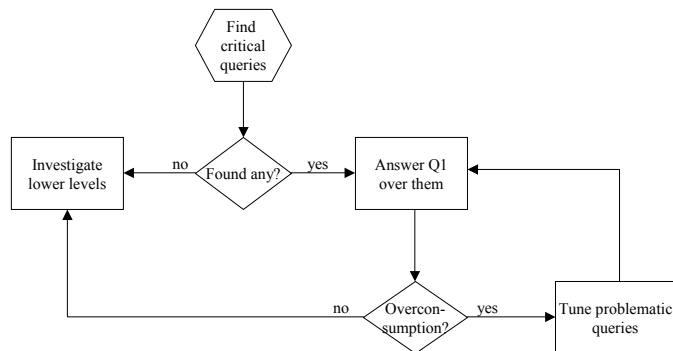 Find
critical
queries
Investigate
lower levels
no
Found any?
yes
Answer Q1
over them
no
Overcon-
sumption?
yes
Tune problematic
queries